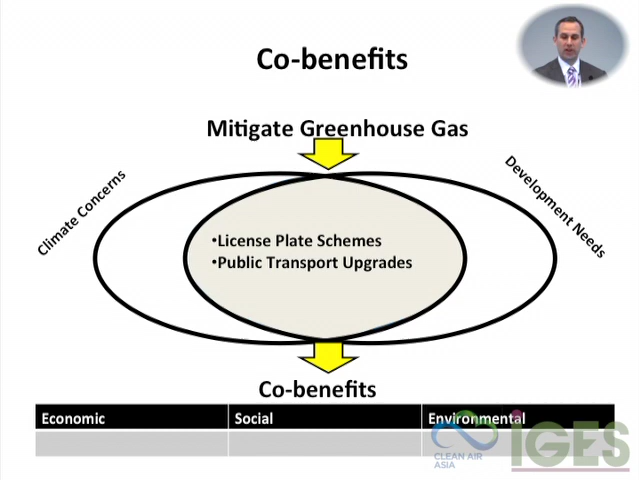 Co-benefits
Mitigate Greenhouse Gas
Climate Concerns
Development Needs
•License Plate Schemes
•Public Transport Upgrades
Co-benefits
Economic
Social
Environmental
CLEAN AIR
ASIA
iGES